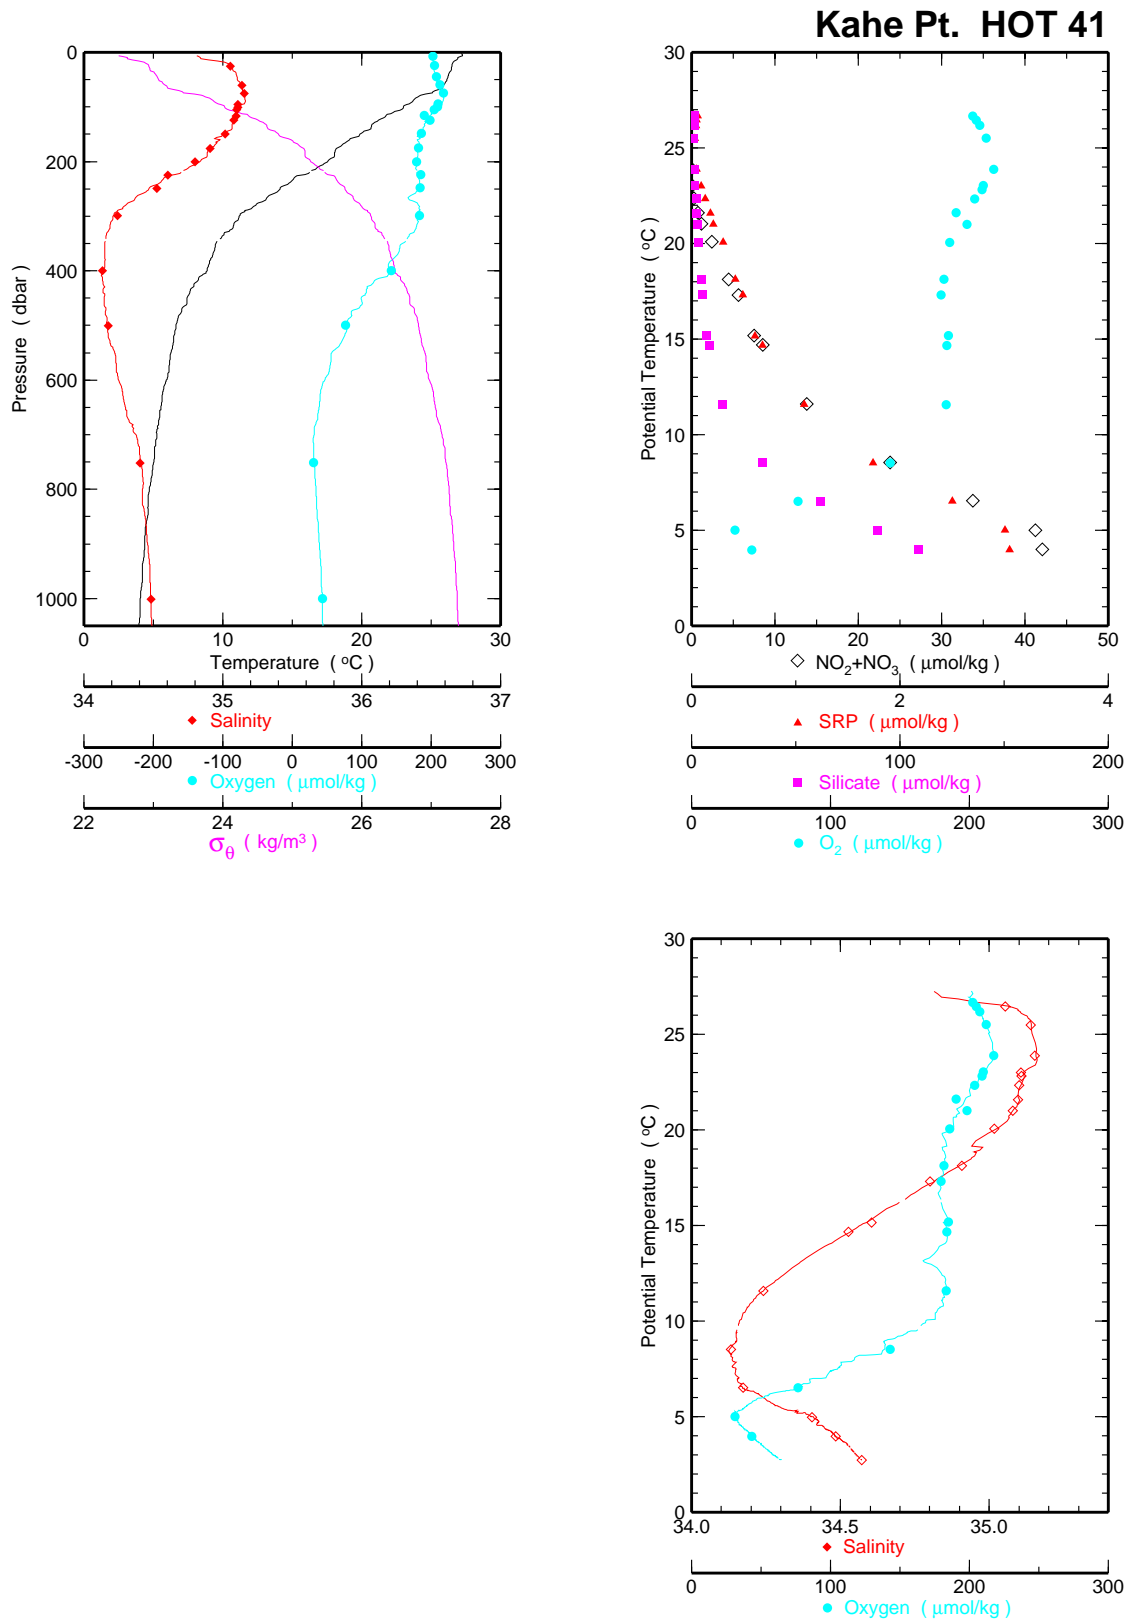 Kahe Pt.  HOT 41
0
200
400
600
800
1000
Pressure ( dbar)
0 10 20 30
Temperature ( °C)
34 35 36 37
Salinity
-300 -200 -100 0 100 200 300
Oxygen ( μmol/kg )
22 24 26 28
σθ ( kg/m³ )
30
25
20
15
10
5
0
Potential Temperature ( °C)
0 10 20 30 40 50
NO₂+NO₃ ( μmol/kg)
0 2 4
SRP ( μmol/kg )
0 100 200
Silicate ( μmol/kg)
0 100 200 300
O₂ ( μmol/kg)
30
25
20
15
10
5
0
Potential Temperature ( °C)
34.0 34.5 35.0
Salinity
0 100 200 300
Oxygen ( μmol/kg)